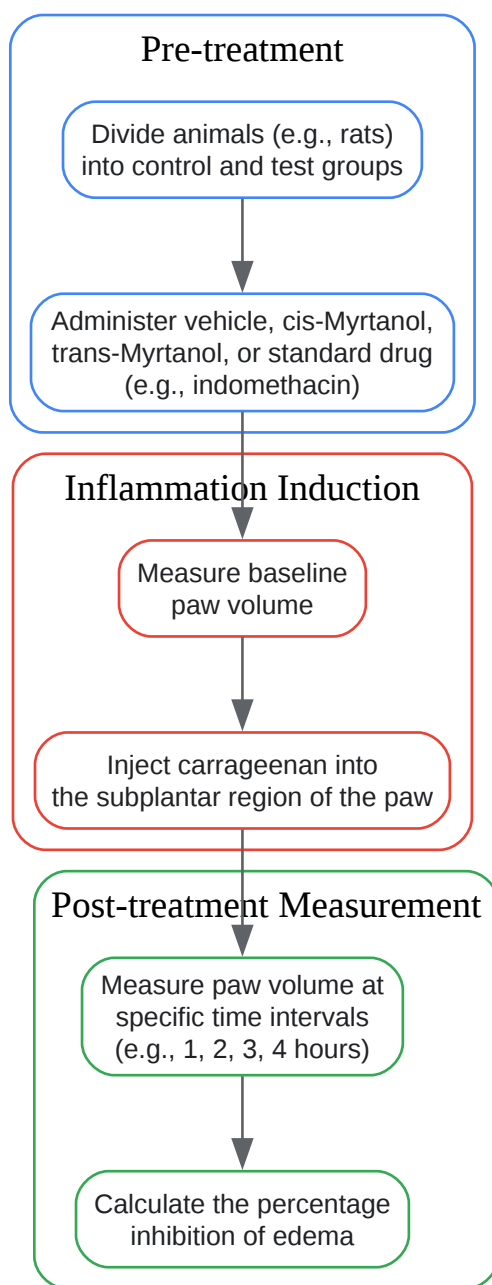 Pre-treatment
Divide animals (e.g., rats)
into control and test groups
Administer vehicle, cis-Myrtanol,
trans-Myrtanol, or standard drug
(e.g., indomethacin)
Inflammation Induction
Measure baseline
paw volume
Inject carrageenan into
the subplantar region of the paw
Post-treatment Measurement
Measure paw volume at
specific time intervals
(e.g., 1, 2, 3, 4 hours)
Calculate the percentage
inhibition of edema